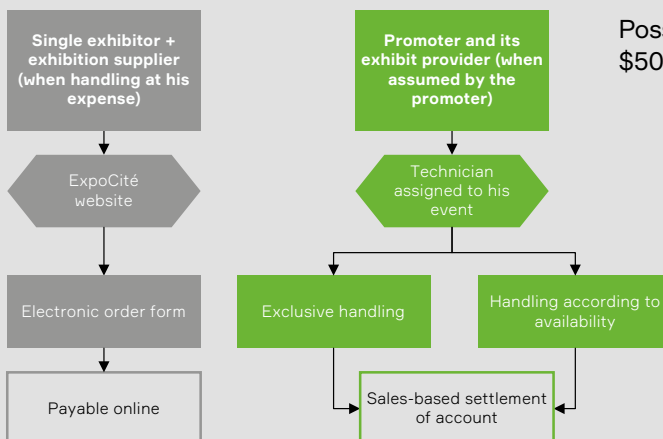 Single exhibitor +
exhibition supplier
(when handling at his
expense)
ExpoCité
website
Electronic order form
Payable online
Promoter and its
exhibit provider (when
assumed by the
promoter)
Technician
assigned to his
event
Exclusive handling
Handling according to
availability
Sales-based settlement
of account
$50